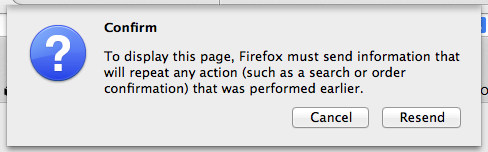 Confirm
To display this page, Firefox must send information that
will repeat any action (such as a search or order
confirmation) that was performed earlier.
Cancel
Resend